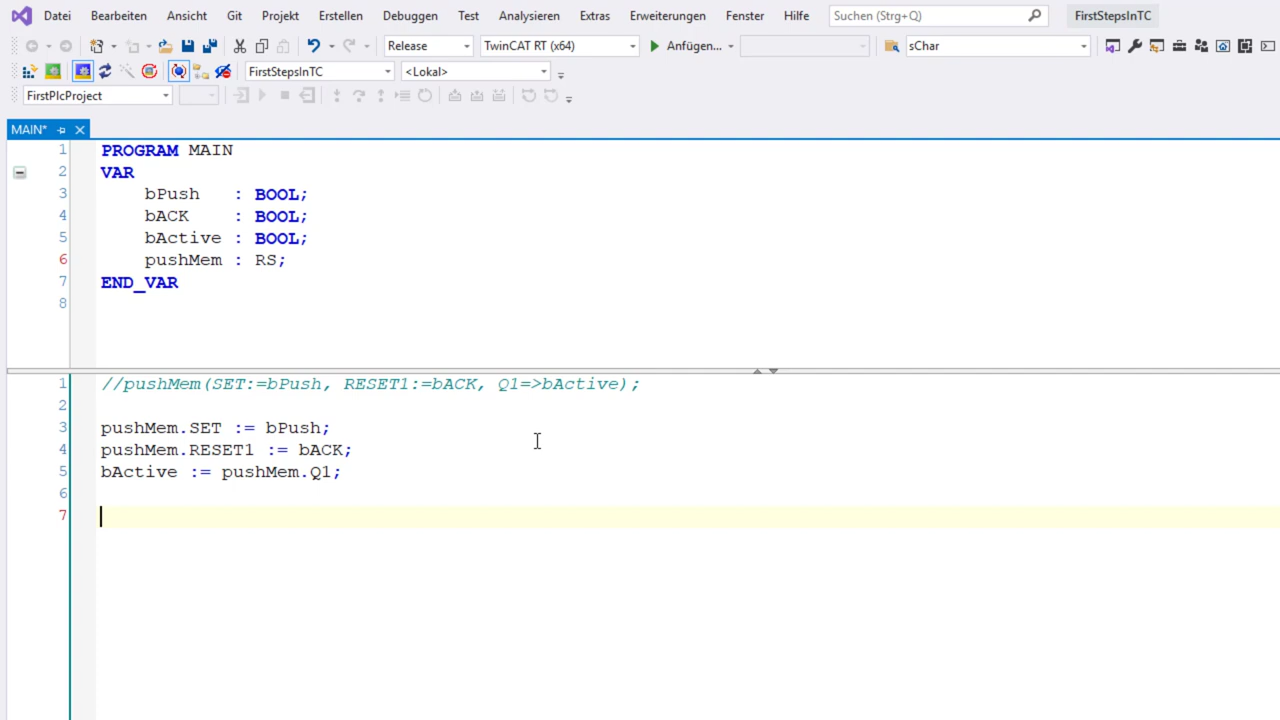 Datei Bearbeiten Ansicht Git Projekt Erstellen Debuggen Test Analysieren Extras Erweiterungen Fenster Hilfe Suchen (Strg+Q) FirstStepsInTC
Release TwinCAT RT (x64) Anfügen... sChar
FirstStepsInTC <Lokal>
FirstPlcProject
MAIN*
1 PROGRAM MAIN
2 VAR
3 bPush : BOOL;
4 bACK : BOOL;
5 bActive : BOOL;
6 pushMem : RS;
7 END_VAR
8
1 //pushMem(SET:=bPush, RESET1:=bACK, Q1=>bActive);
2
3 pushMem.SET := bPush;
4 pushMem.RESET1 := bACK;
5 bActive := pushMem.Q1;
6
7